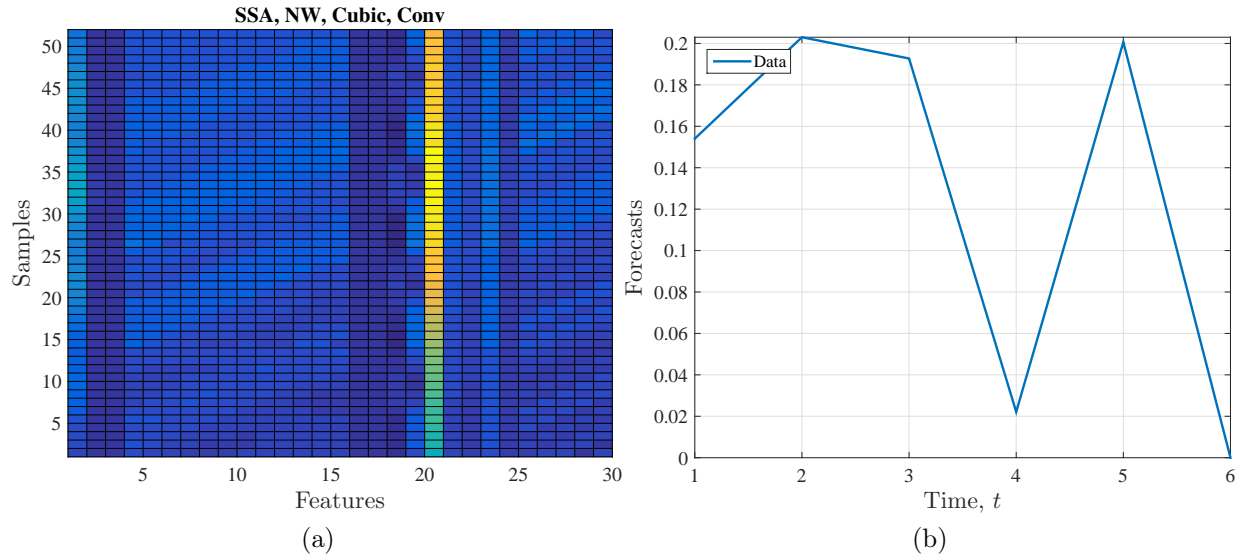 SSA, NW, Cubic, Conv
Samples
50
45
40
35
30
25
20
15
10
5
5 10 15 20 25 30
Features
(a)
Data
Forecasts
0.2
0.18
0.16
0.14
0.12
0.1
0.08
0.06
0.04
0.02
0
1 2 3 4 5 6
Time, t
(b)